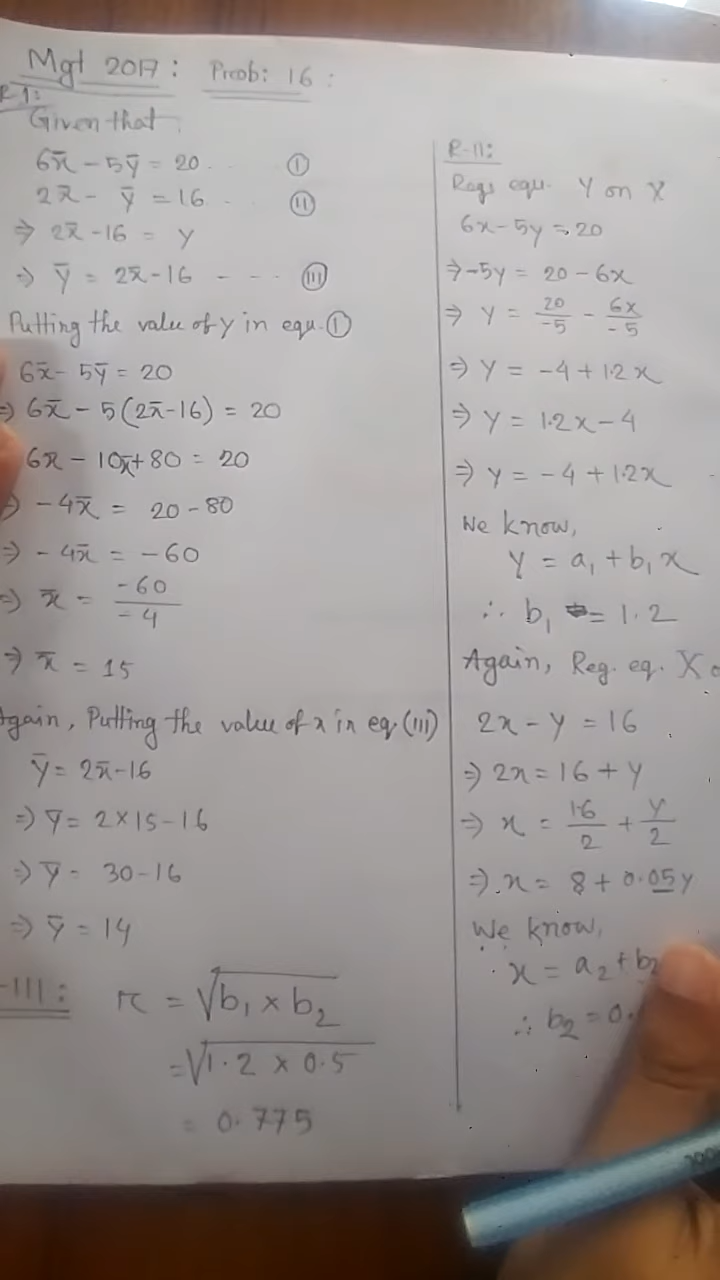 Mgt 2017: Prob: 16:
R-1:
Given that,
6x̄ - 5ȳ = 20 .. (I)
2x̄ - ȳ = 16 .. (II)
⇒ 2x̄ - 16 = y
⇒ ȳ = 2x̄ - 16 - - - - (III)
Putting the value of y in equ. (I)
6x̄ - 5ȳ = 20
⇒ 6x̄ - 5(2x̄ - 16) = 20
6x - 10x̄ + 80 = 20
⇒ -4x̄ = 20 - 80
⇒ -4x̄ = -60
⇒ x̄ = -60/-4
⇒ x̄ = 15
Again, Putting the value of x in eq (III)
ȳ = 2x̄ - 16
⇒ ȳ = 2 × 15 - 16
⇒ ȳ = 30 - 16
⇒ ȳ = 14
R-II:
Regs equ. Y on X
6x - 5y = 20
⇒ -5y = 20 - 6x
⇒ y = 20/-5 - 6x/-5
⇒ y = -4 + 1.2x
⇒ y = 1.2x - 4
⇒ y = -4 + 1.2x
We know,
y = a₁ + b₁x
∴ b₁ = 1.2
Again, Reg. eq. X
2x - y = 16
⇒ 2x = 16 + y
⇒ x = 16/2 + y/2
⇒ x = 8 + 0.05y
We know,
x = a₂ + b₂
∴ b₂ = 0.
-III: r = √b₁ × b₂
= √1.2 × 0.5
= 0.775